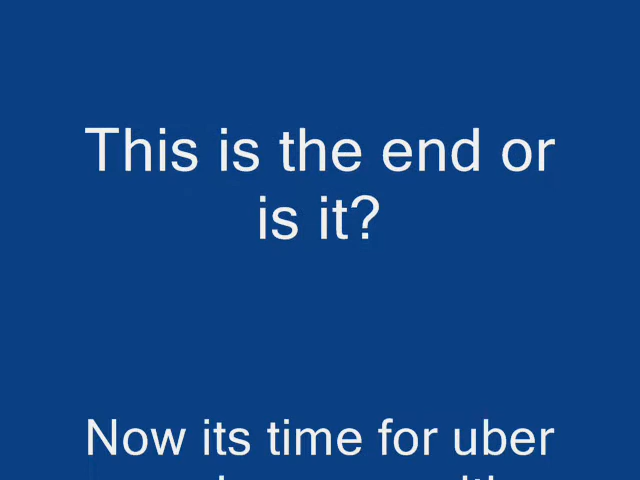 This is the end or
is it?
Now its time for uber